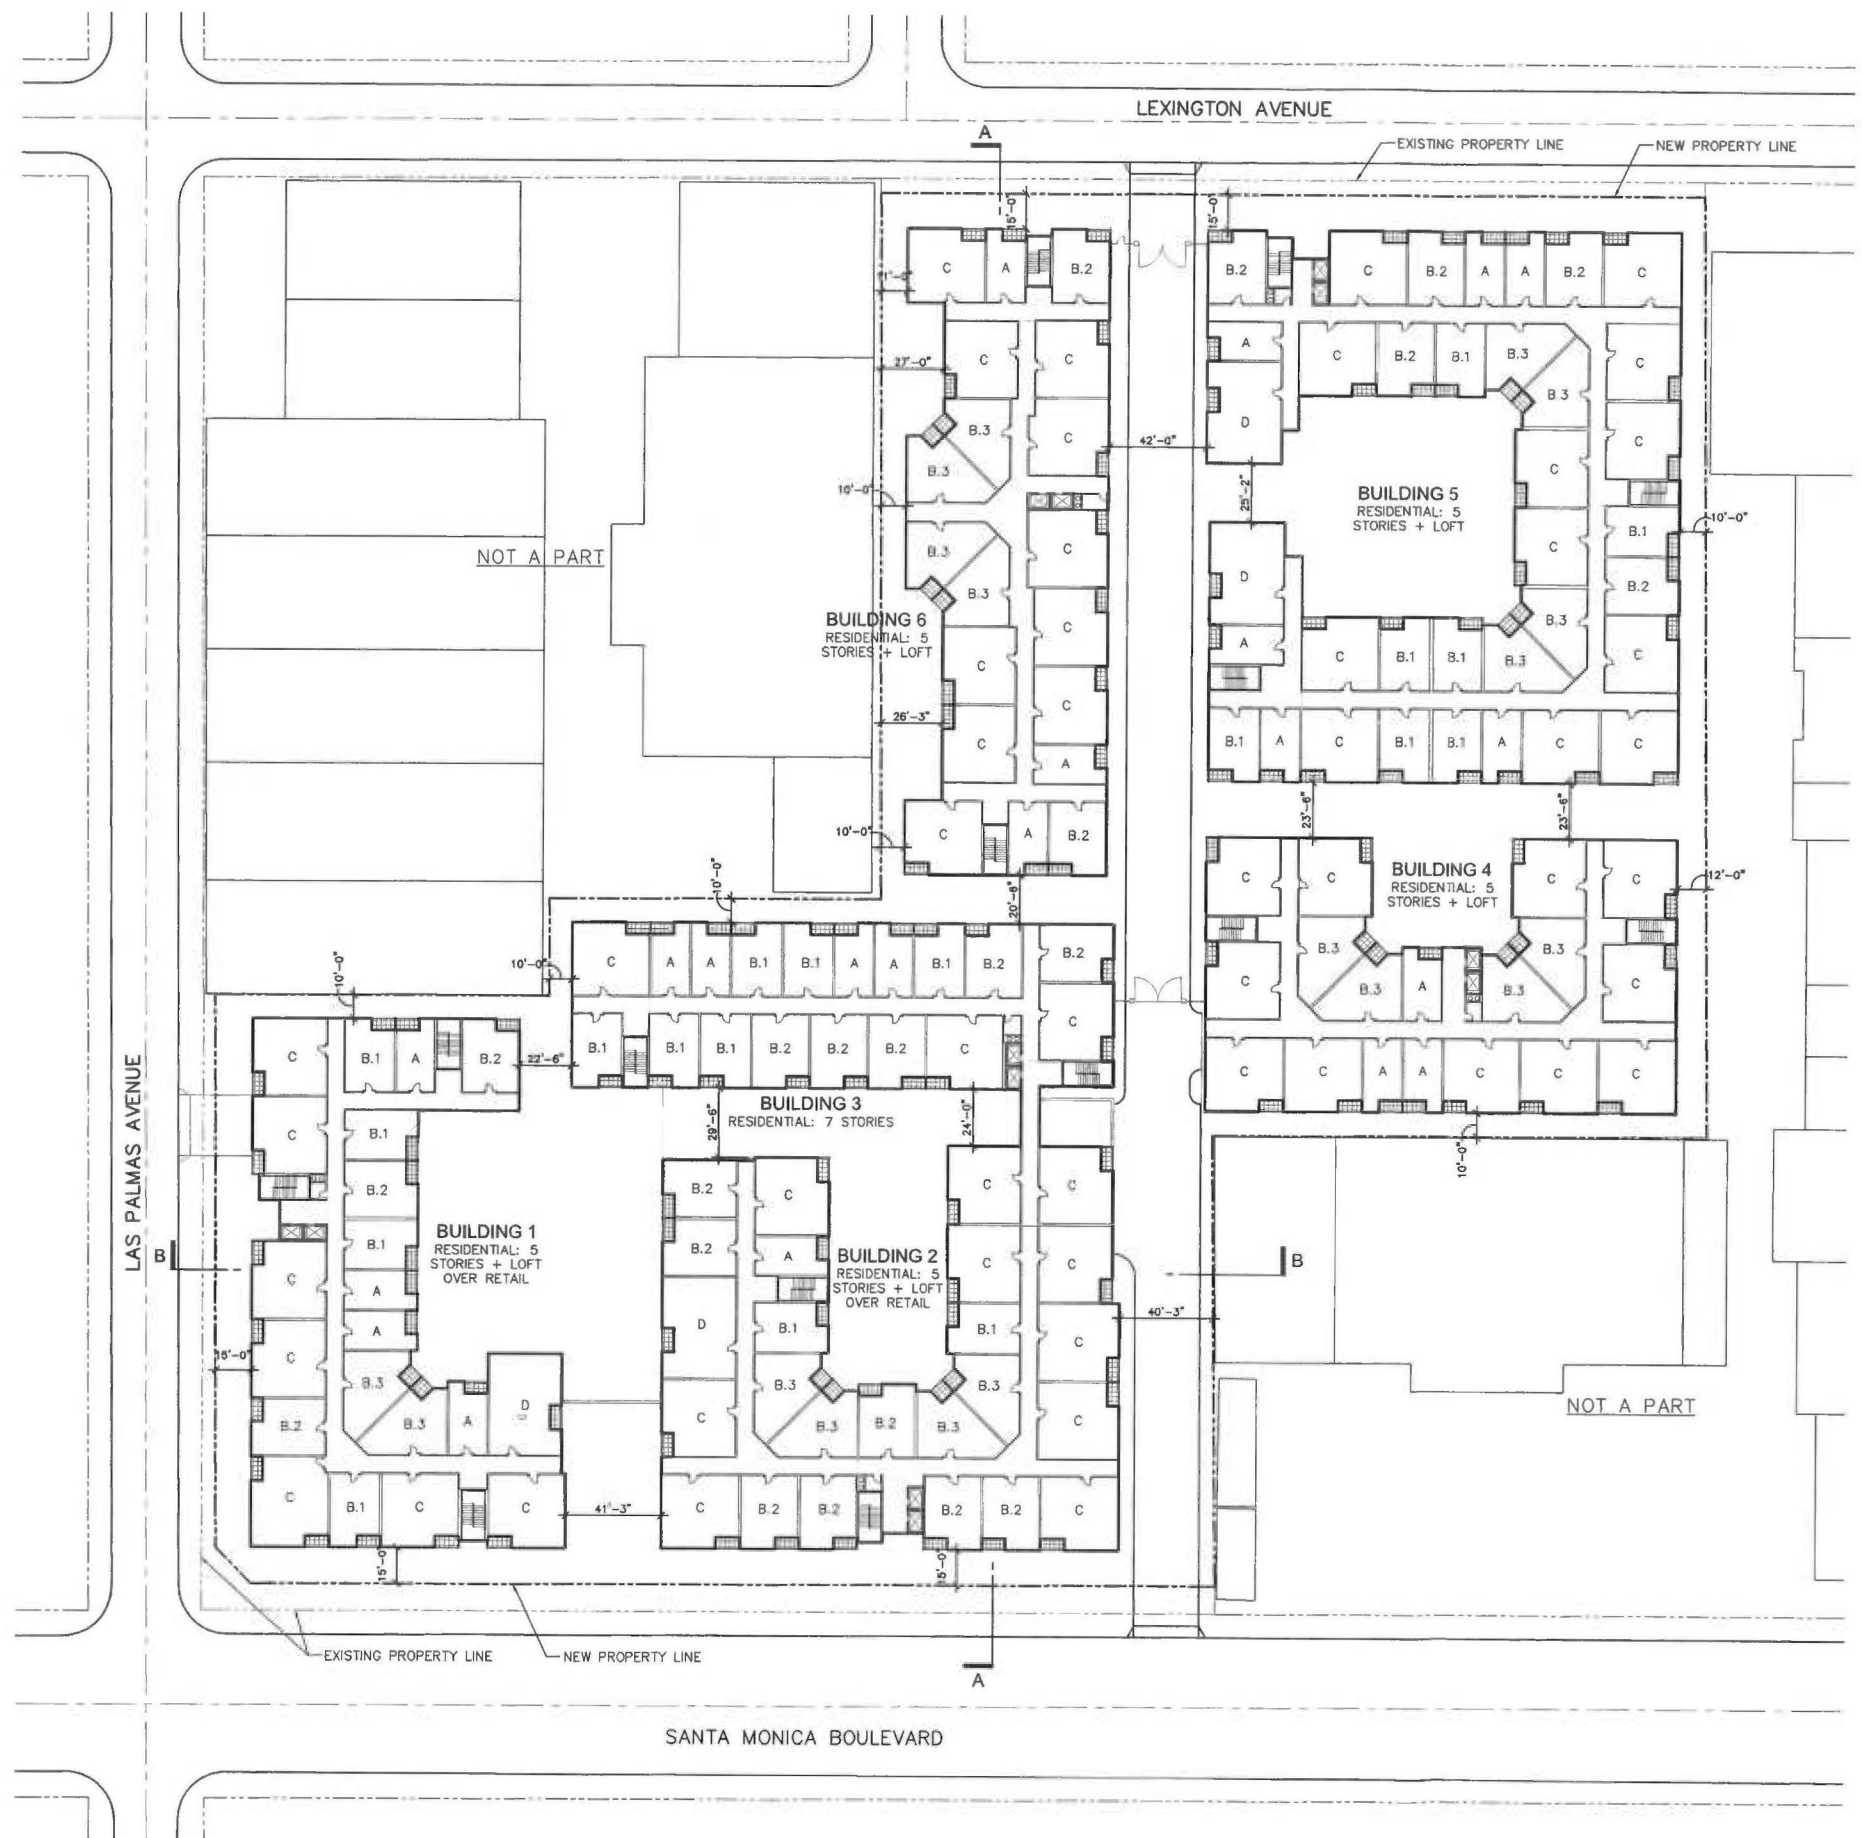 LEXINGTON AVENUE
A
EXISTING PROPERTY LINE
NEW PROPERTY LINE
15'-0"
15'-0"
C A B.2
B.2 C B.2 A A B.2 C
27'-0"
C C
A C B.2 B.1 B.3 C
B.3 C
B.3
D C C
42'-0"
B.3
10'-0"
25'-2"
BUILDING 5
RESIDENTIAL: 5
STORIES + LOFT
10'-0"
NOT A PART
B.3 C
D C B.1
B.3
B.2
BUILDING 6
RESIDENTIAL: 5
STORIES + LOFT
C
B.3
C C
A C B.1 B.1 B.3 C
26'-3"
C
C A
B.1 A C B.1 B.1 A C C
10'-0"
C A B.2
23'-6"
23'-6"
10'-0"
20'-6"
C C
BUILDING 4
RESIDENTIAL: 5
STORIES + LOFT
C C
12'-0"
10'-0"
10'-0"
C A A B.1 B.1 A A B.1 B.2 B.2
B.3 B.3
C B.3 A B.3 C
C
C B.1 A B.2
22'-6"
B.1 B.1 B.1 B.2 B.2 B.2 C
C C A A C C C
BUILDING 3
RESIDENTIAL: 7 STORIES
29'-6"
24'-0"
10'-0"
LAS PALMAS AVENUE
C B.1
B.2
B.2 C C C
B
BUILDING 1
RESIDENTIAL: 5
STORIES + LOFT
OVER RETAIL
B.1
C A
B.2 A
BUILDING 2
RESIDENTIAL: 5
STORIES + LOFT
OVER RETAIL
C C
B
A
C
D B.1 B.1 C
40'-3"
15'-0"
B.3
B.2 B.3 A D
B.3 B.3
C B.3 B.2 B.3 C
NOT A PART
C B.1 C C
41'-3"
C B.2 B.2 B.2 B.2 C
15'-0"
15'-0"
EXISTING PROPERTY LINE
NEW PROPERTY LINE
A
SANTA MONICA BOULEVARD